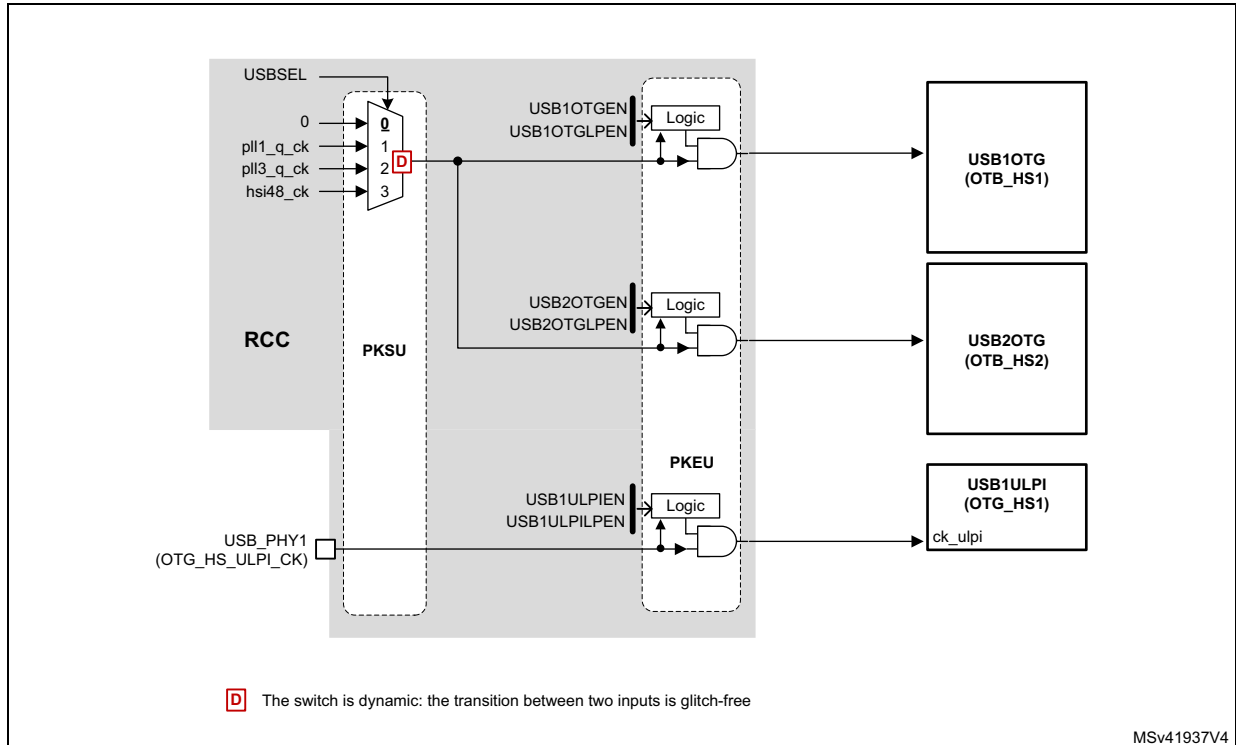 USBSEL
0
pll1_q_ck
pll3_q_ck
hsi48_ck
0
1
2
3
D
RCC
PKSU
USB1OTGEN
USB1OTGLPEN
Logic
USB1OTG
(OTB_HS1)
USB2OTGEN
USB2OTGLPEN
Logic
USB2OTG
(OTB_HS2)
PKEU
USB1ULPIEN
USB1ULPILPEN
Logic
USB1ULPI
(OTG_HS1)
ck_ulpi
USB_PHY1
(OTG_HS_ULPI_CK)
D The switch is dynamic: the transition between two inputs is glitch-free
MSv41937V4